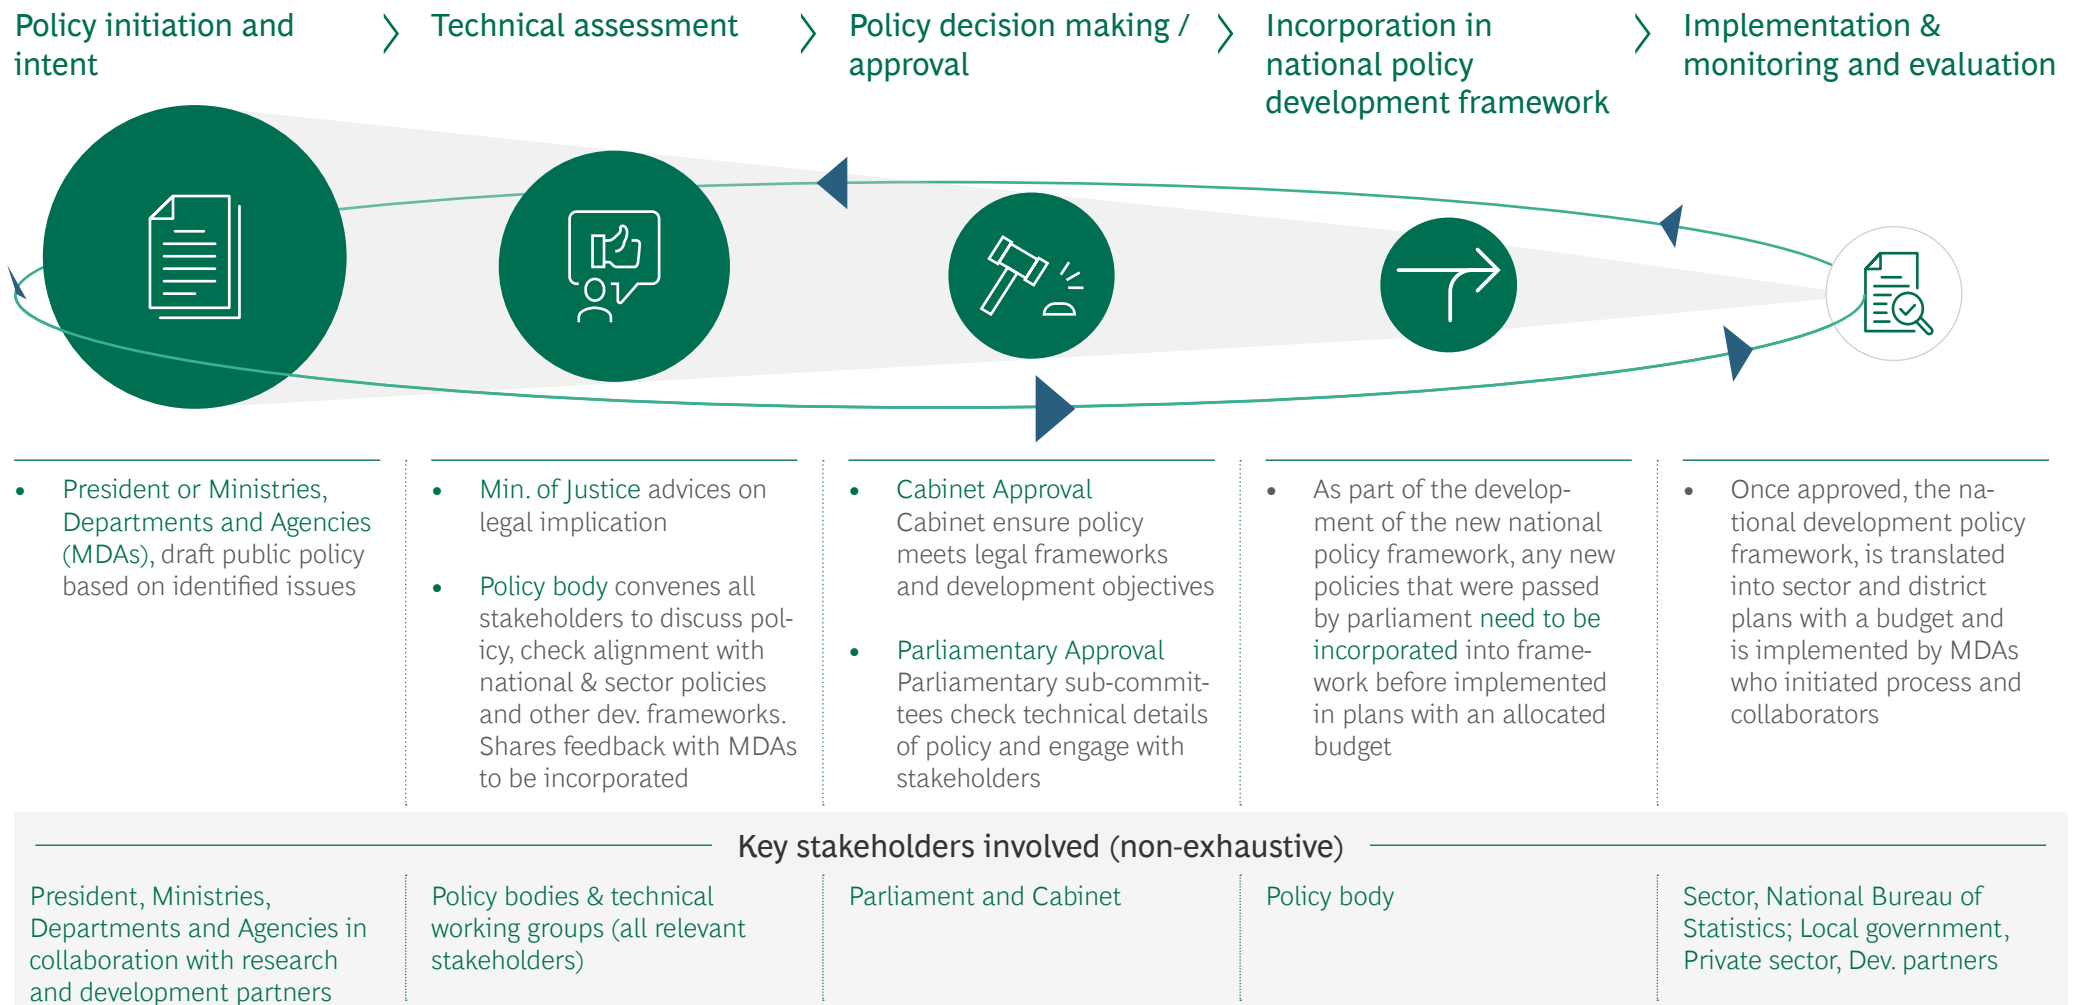 Policy initiation and
intent
Technical assessment
Policy decision making /
approval
Incorporation in
national policy
development framework
Implementation &
monitoring and evaluation
• President or Ministries,
Departments and Agencies
(MDAs), draft public policy
based on identified issues
• Min. of Justice advices on
legal implication
• Policy body convenes all
stakeholders to discuss pol-
icy, check alignment with
national & sector policies
and other dev. frameworks.
Shares feedback with MDAs
to be incorporated
• Cabinet Approval
Cabinet ensure policy
meets legal frameworks
and development objectives
• Parliamentary Approval
Parliamentary sub-commit-
tees check technical details
of policy and engage with
stakeholders
• As part of the develop-
ment of the new national
policy framework, any new
policies that were passed
by parliament need to be
incorporated into frame-
work before implemented
in plans with an allocated
budget
• Once approved, the na-
tional development policy
framework, is translated
into sector and district
plans with a budget and
is implemented by MDAs
who initiated process and
collaborators
Key stakeholders involved (non-exhaustive)
President, Ministries,
Departments and Agencies in
collaboration with research
and development partners
Policy bodies & technical
working groups (all relevant
stakeholders)
Parliament and Cabinet
Policy body
Sector, National Bureau of
Statistics; Local government,
Private sector, Dev. partners